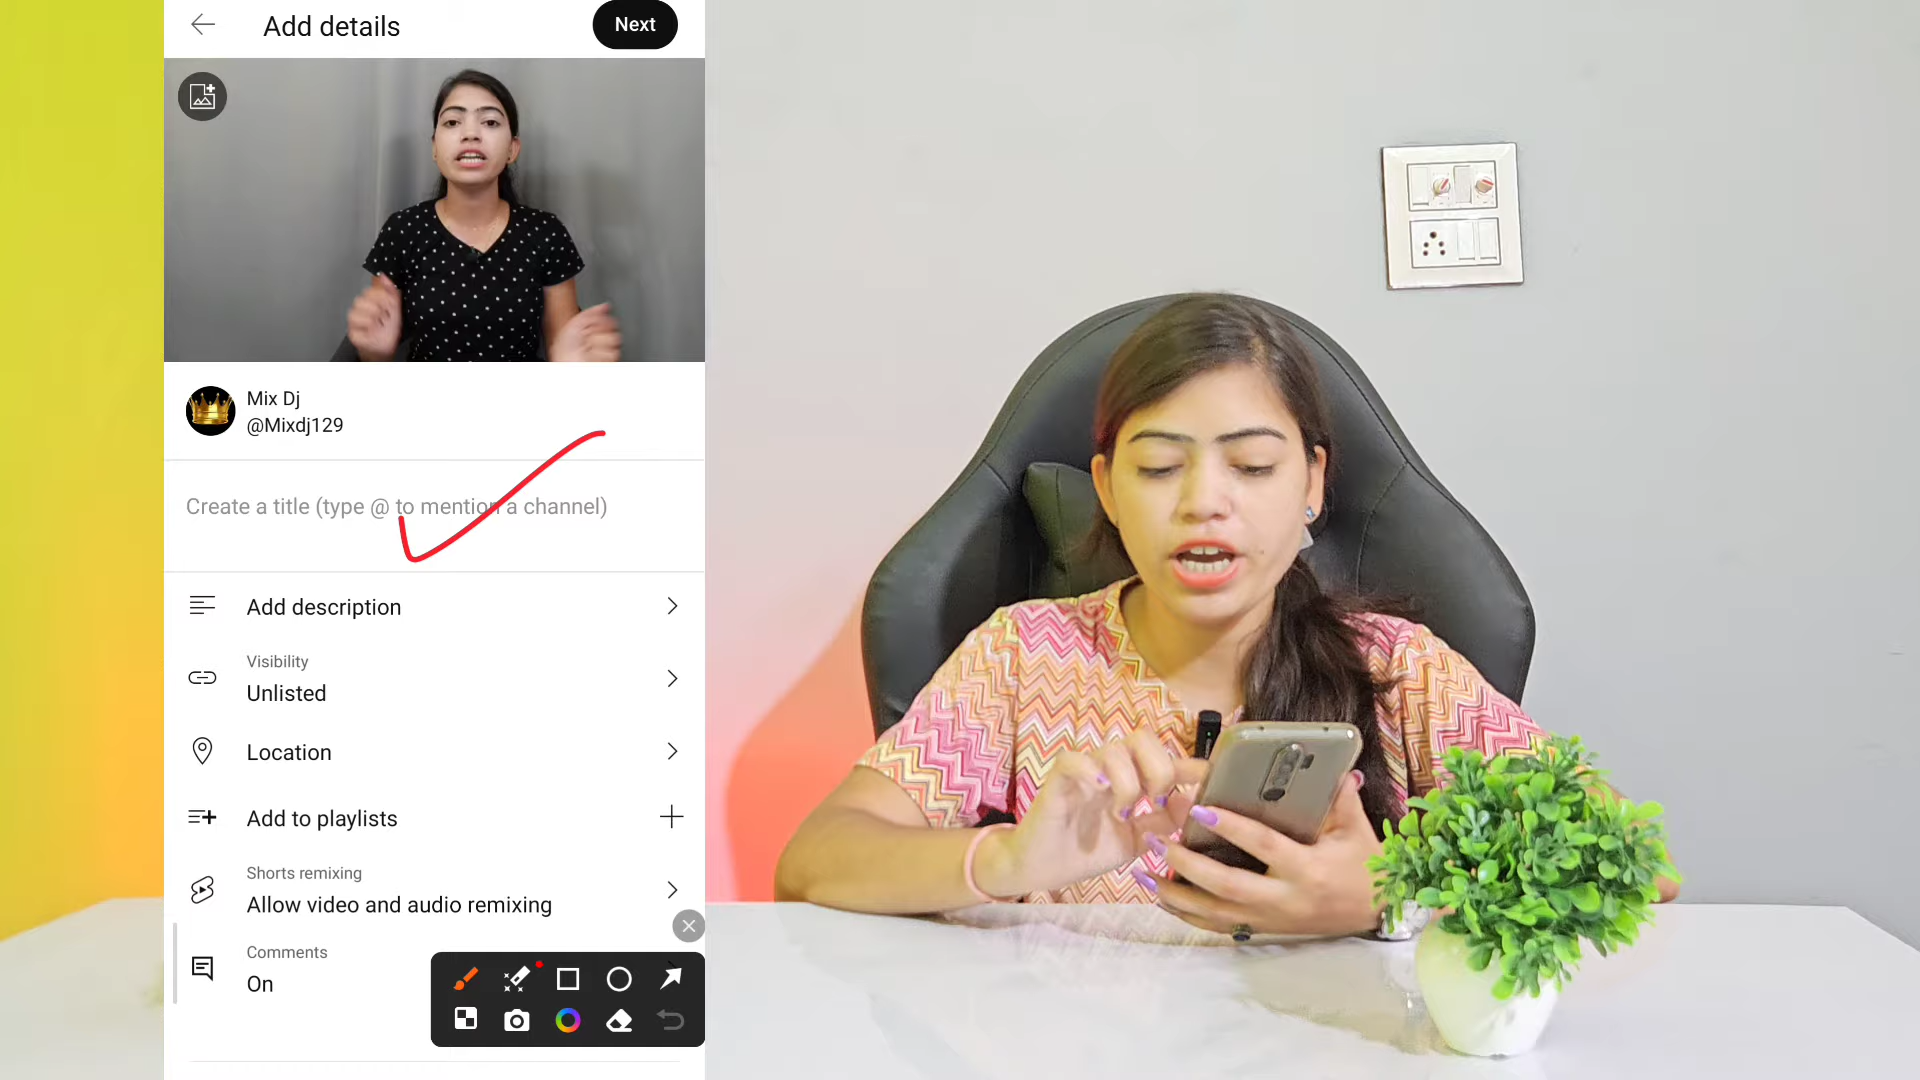 Add details
Next
Mix Dj
@Mixdj129
Create a title (type @ to mention a channel)
Add description
Visibility
Unlisted
Location
Add to playlists
Shorts remixing
Allow video and audio remixing
Comments
On